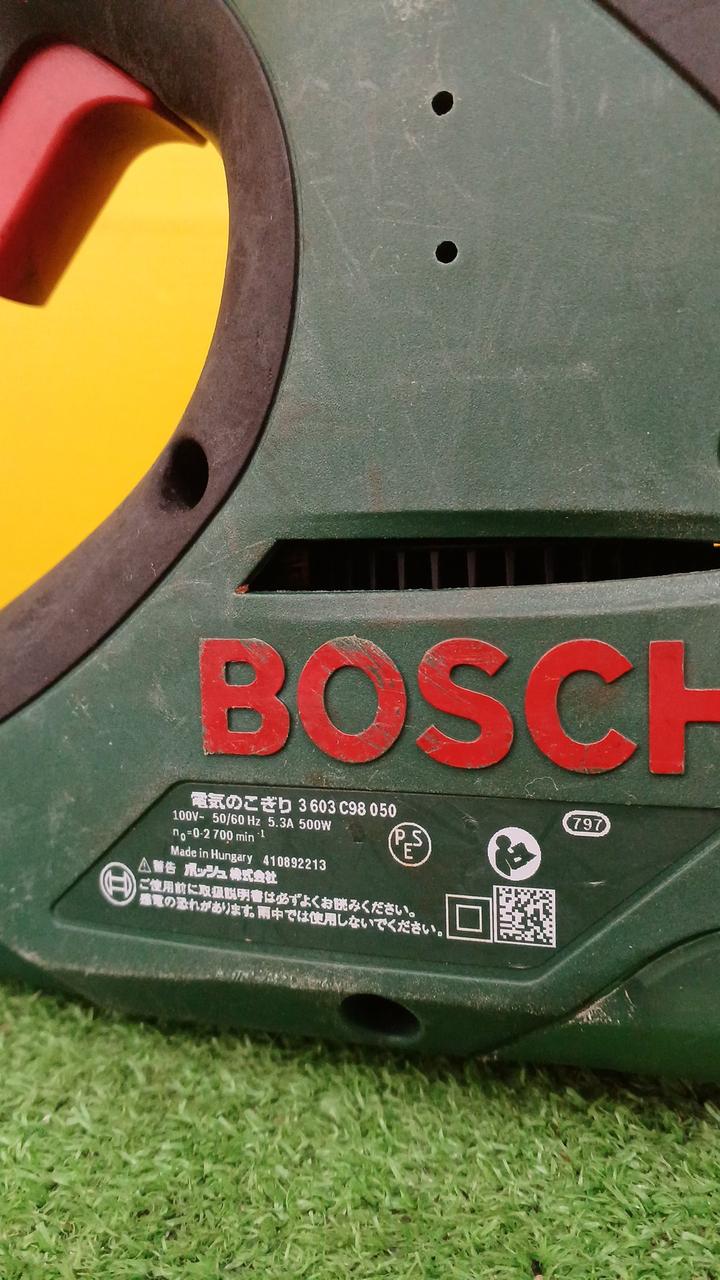 BOSCH
電気のこぎり 3 603 C98 050
100V~ 50/60 Hz 5.3A 500W
n₀=0-2 700 min⁻¹
Made in Hungary 410892213
797
PSE
⚠警告 ボッシュ株式会社
ご使用前に取扱説明書は必ずよくお読みください。
感電の恐れがあります。雨中では使用しないでください。